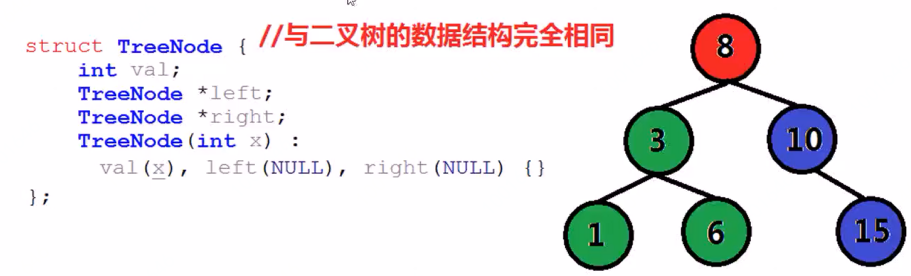 struct TreeNode { //与二叉树的数据结构完全相同
int val;
TreeNode *left;
TreeNode *right;
TreeNode(int x) :
val(x), left(NULL), right(NULL) {}
};
8
3 10
1 6 15